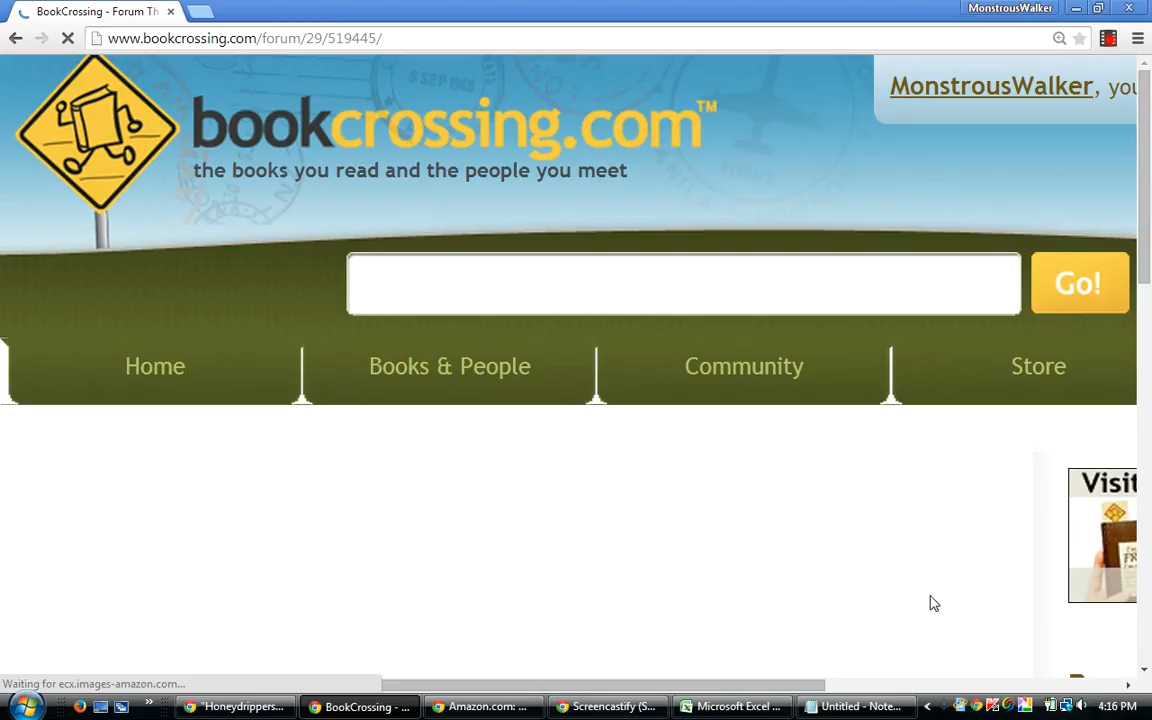 BookCrossing - Forum Th
MonstrousWalker
www.bookcrossing.com/forum/29/519445/
5 SEP
MonstrousWalker, you
bookcrossing.com™
the books you read and the people you meet
Go!
Home
Books & People
Community
Store
Visit
Waiting for ecx.images-amazon.com...
"Honeydrippers...
BookCrossing - ...
Amazon.com: ...
Screencastify (S...
Microsoft Excel ...
Untitled - Note...
4:16 PM